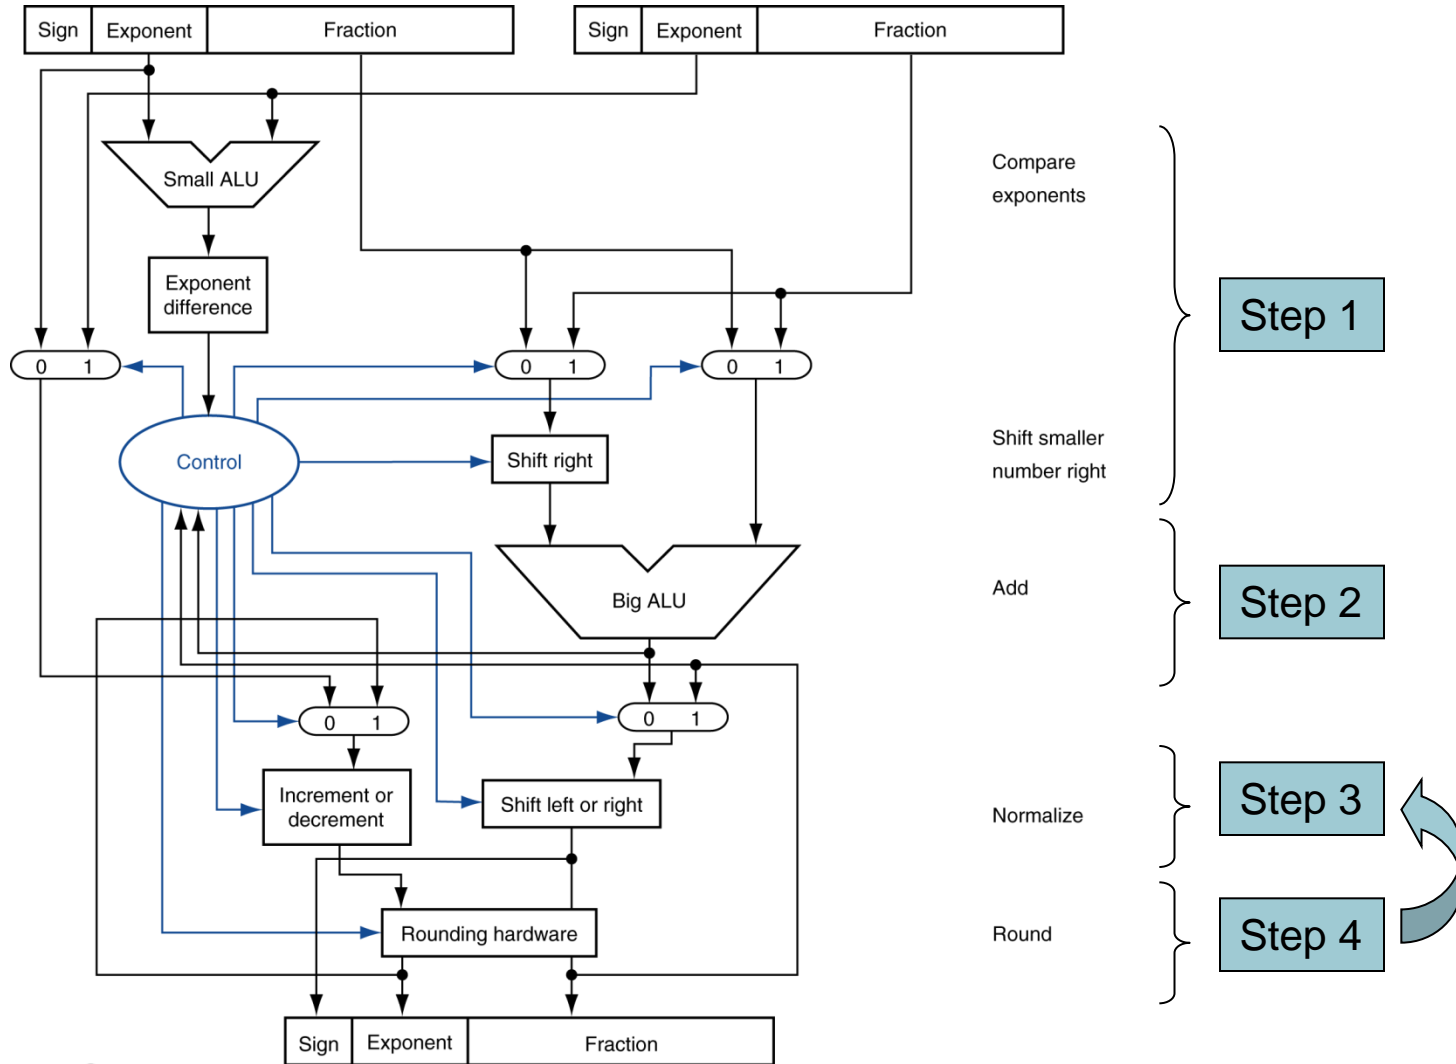 Sign Exponent Fraction
Sign Exponent Fraction
Small ALU
Compare
exponents
Exponent
difference
Step 1
0 1
0 1
0 1
Control
Shift right
Shift smaller
number right
Big ALU
Add
Step 2
0 1
0 1
Increment or
decrement
Shift left or right
Normalize
Step 3
Rounding hardware
Round
Step 4
Sign Exponent Fraction